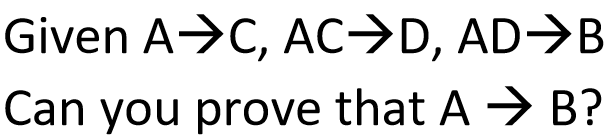 Given A→C, AC→D, AD→B
Can you prove that A → B?